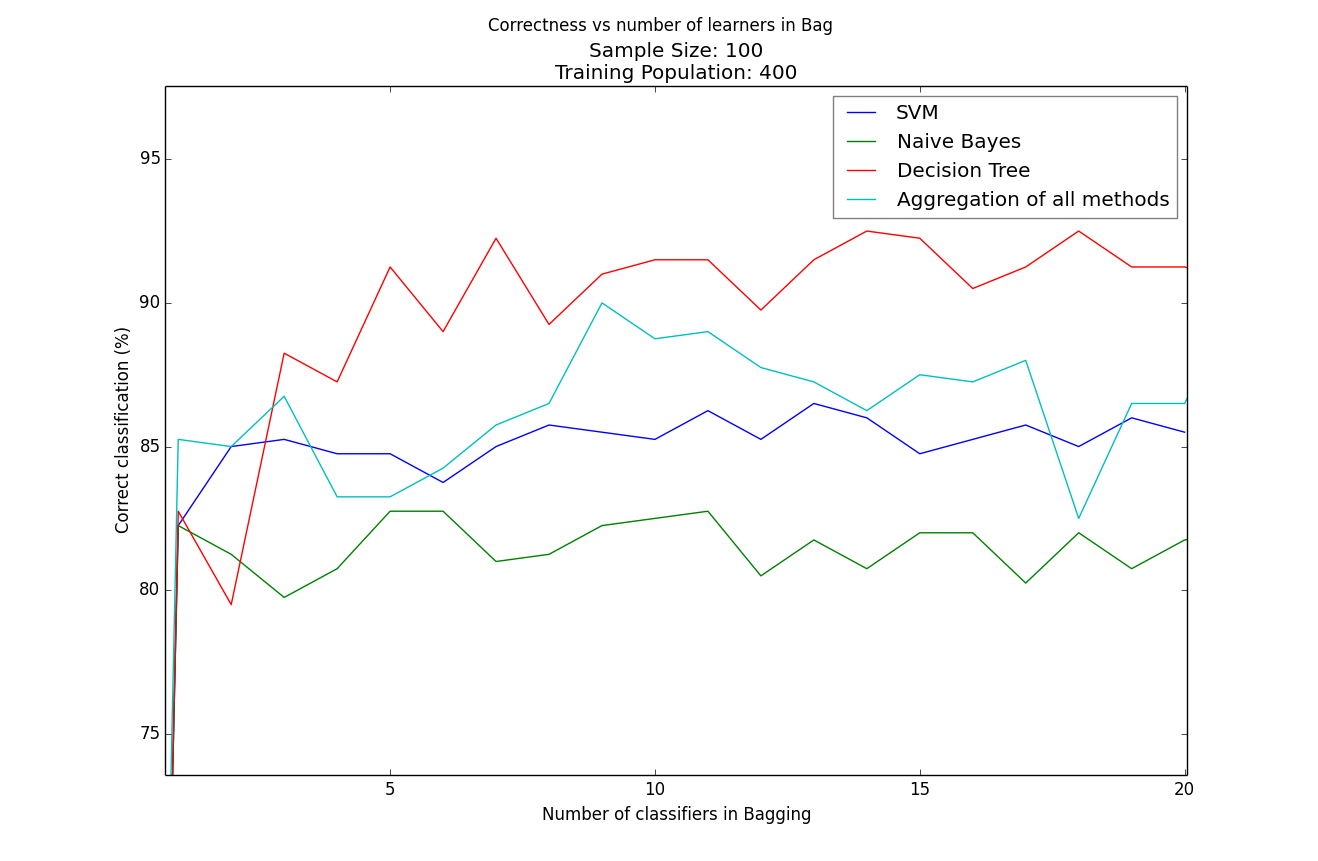 Correctness vs number of learners in Bag
Sample Size: 100
Training Population: 400
SVM
Naive Bayes
Decision Tree
Aggregation of all methods
95
90
85
80
75
Correct classification (%)
5
10
15
20
Number of classifiers in Bagging